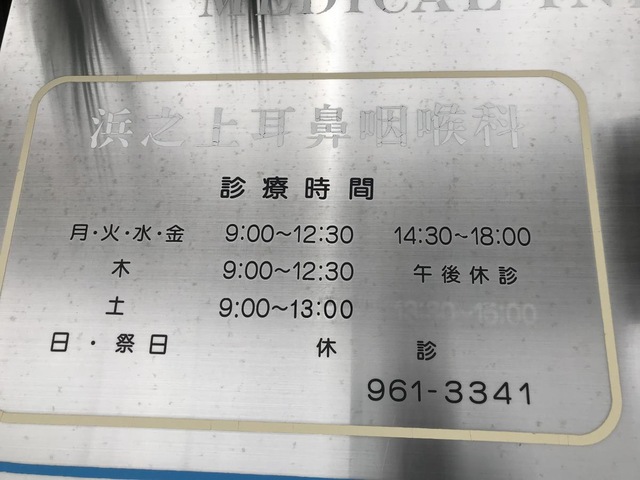 MEDICAL IN
浜之上耳鼻咽喉科
診療時間
月・火・水・金 9:00〜12:30 14:30〜18:00
木 9:00〜12:30 午後休診
土 9:00〜13:00
日・祭日 休診
961-3341